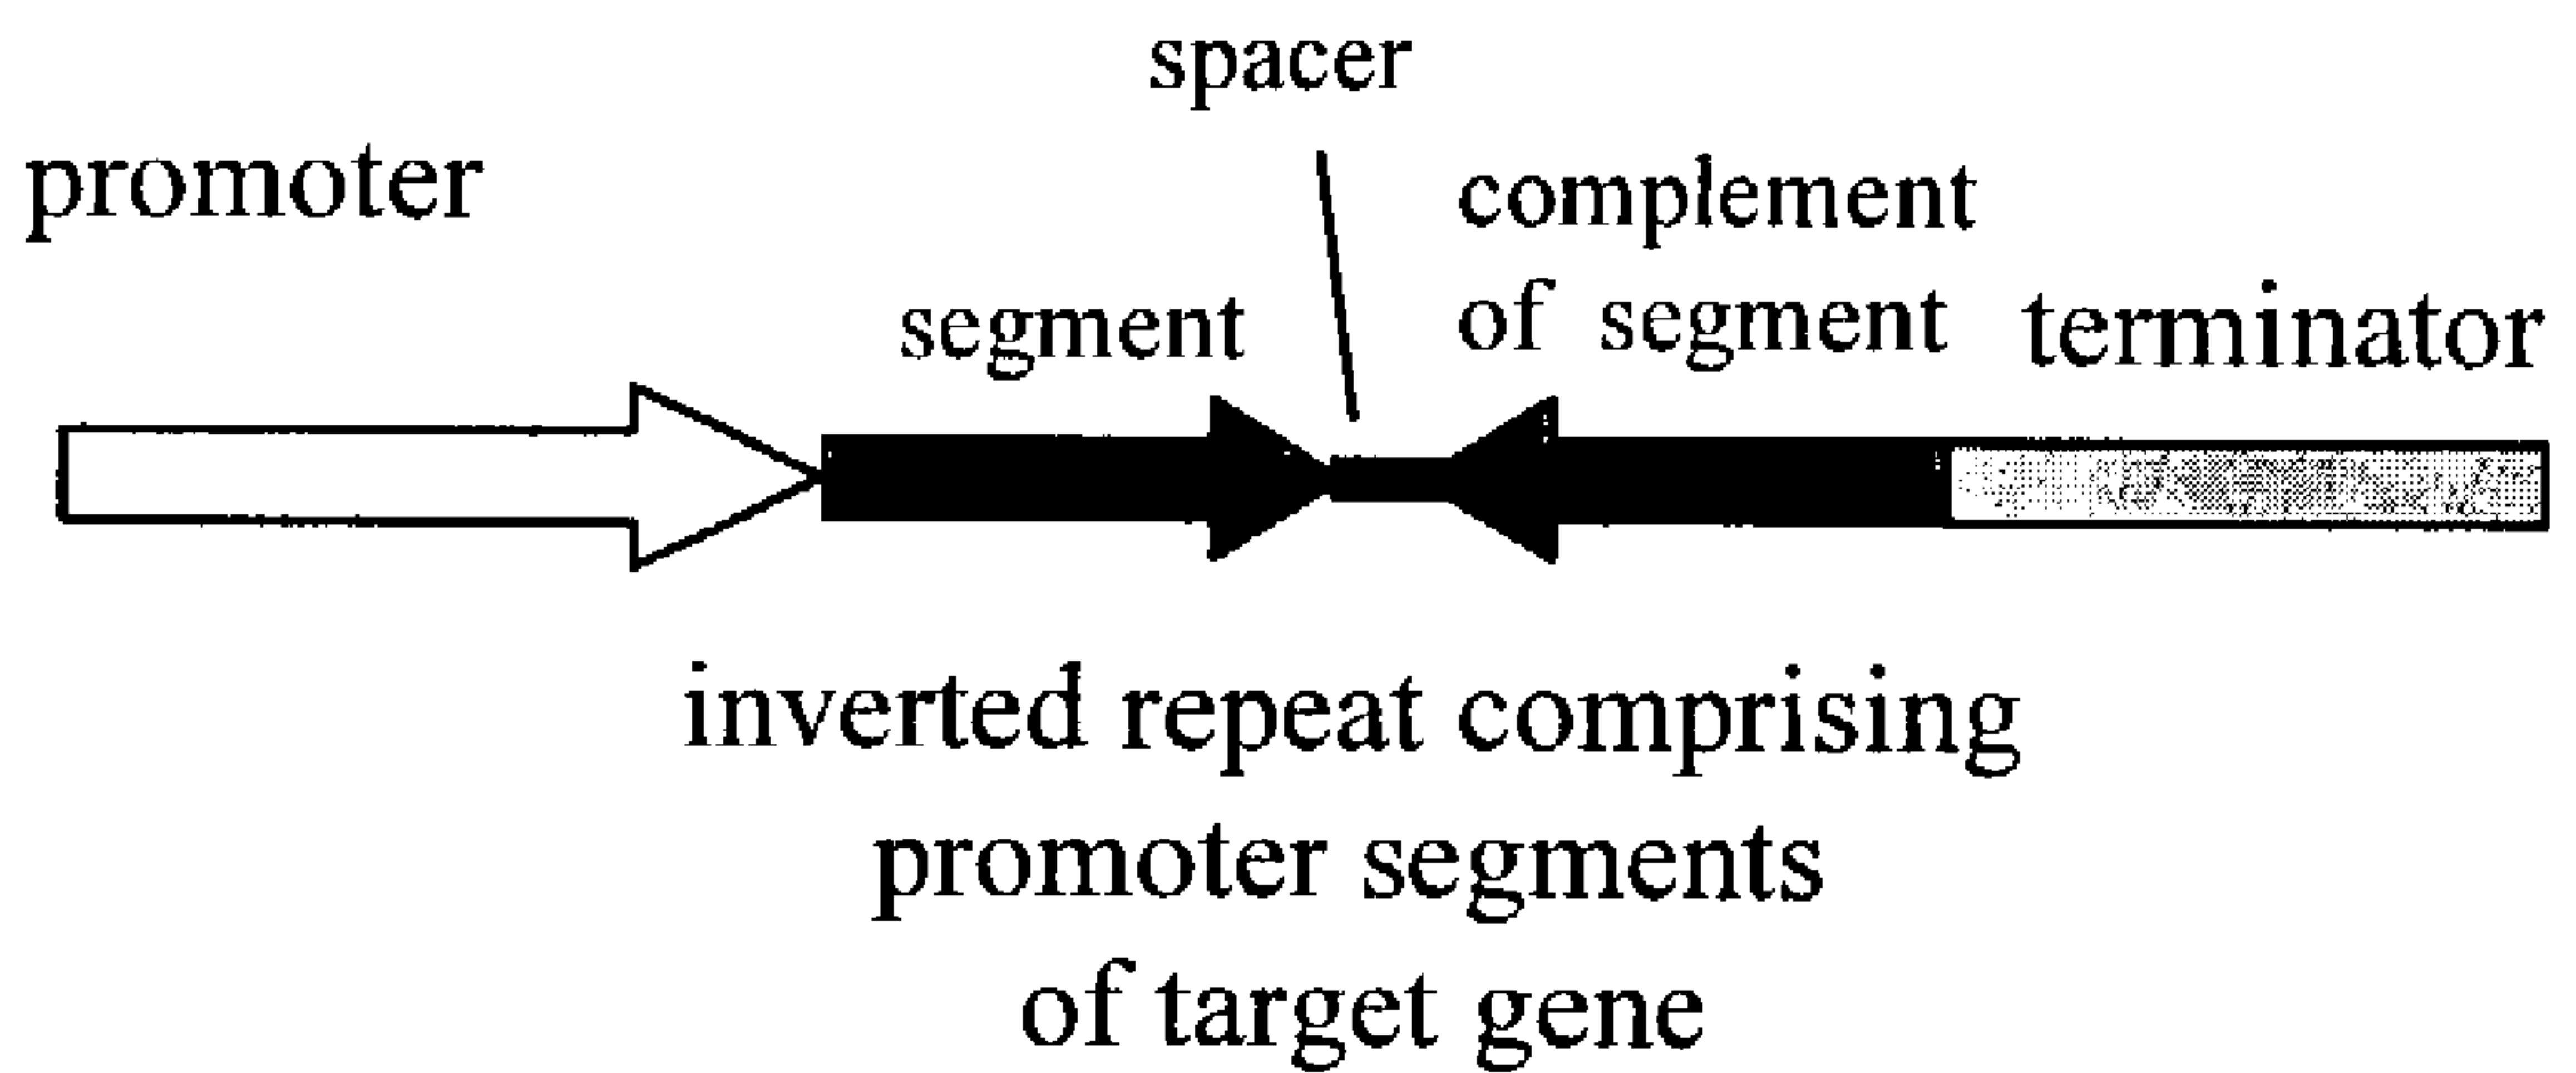 spacer
promoter
complement
of segment
segment
terminator
inverted repeat comprising
promoter segments
of target gene